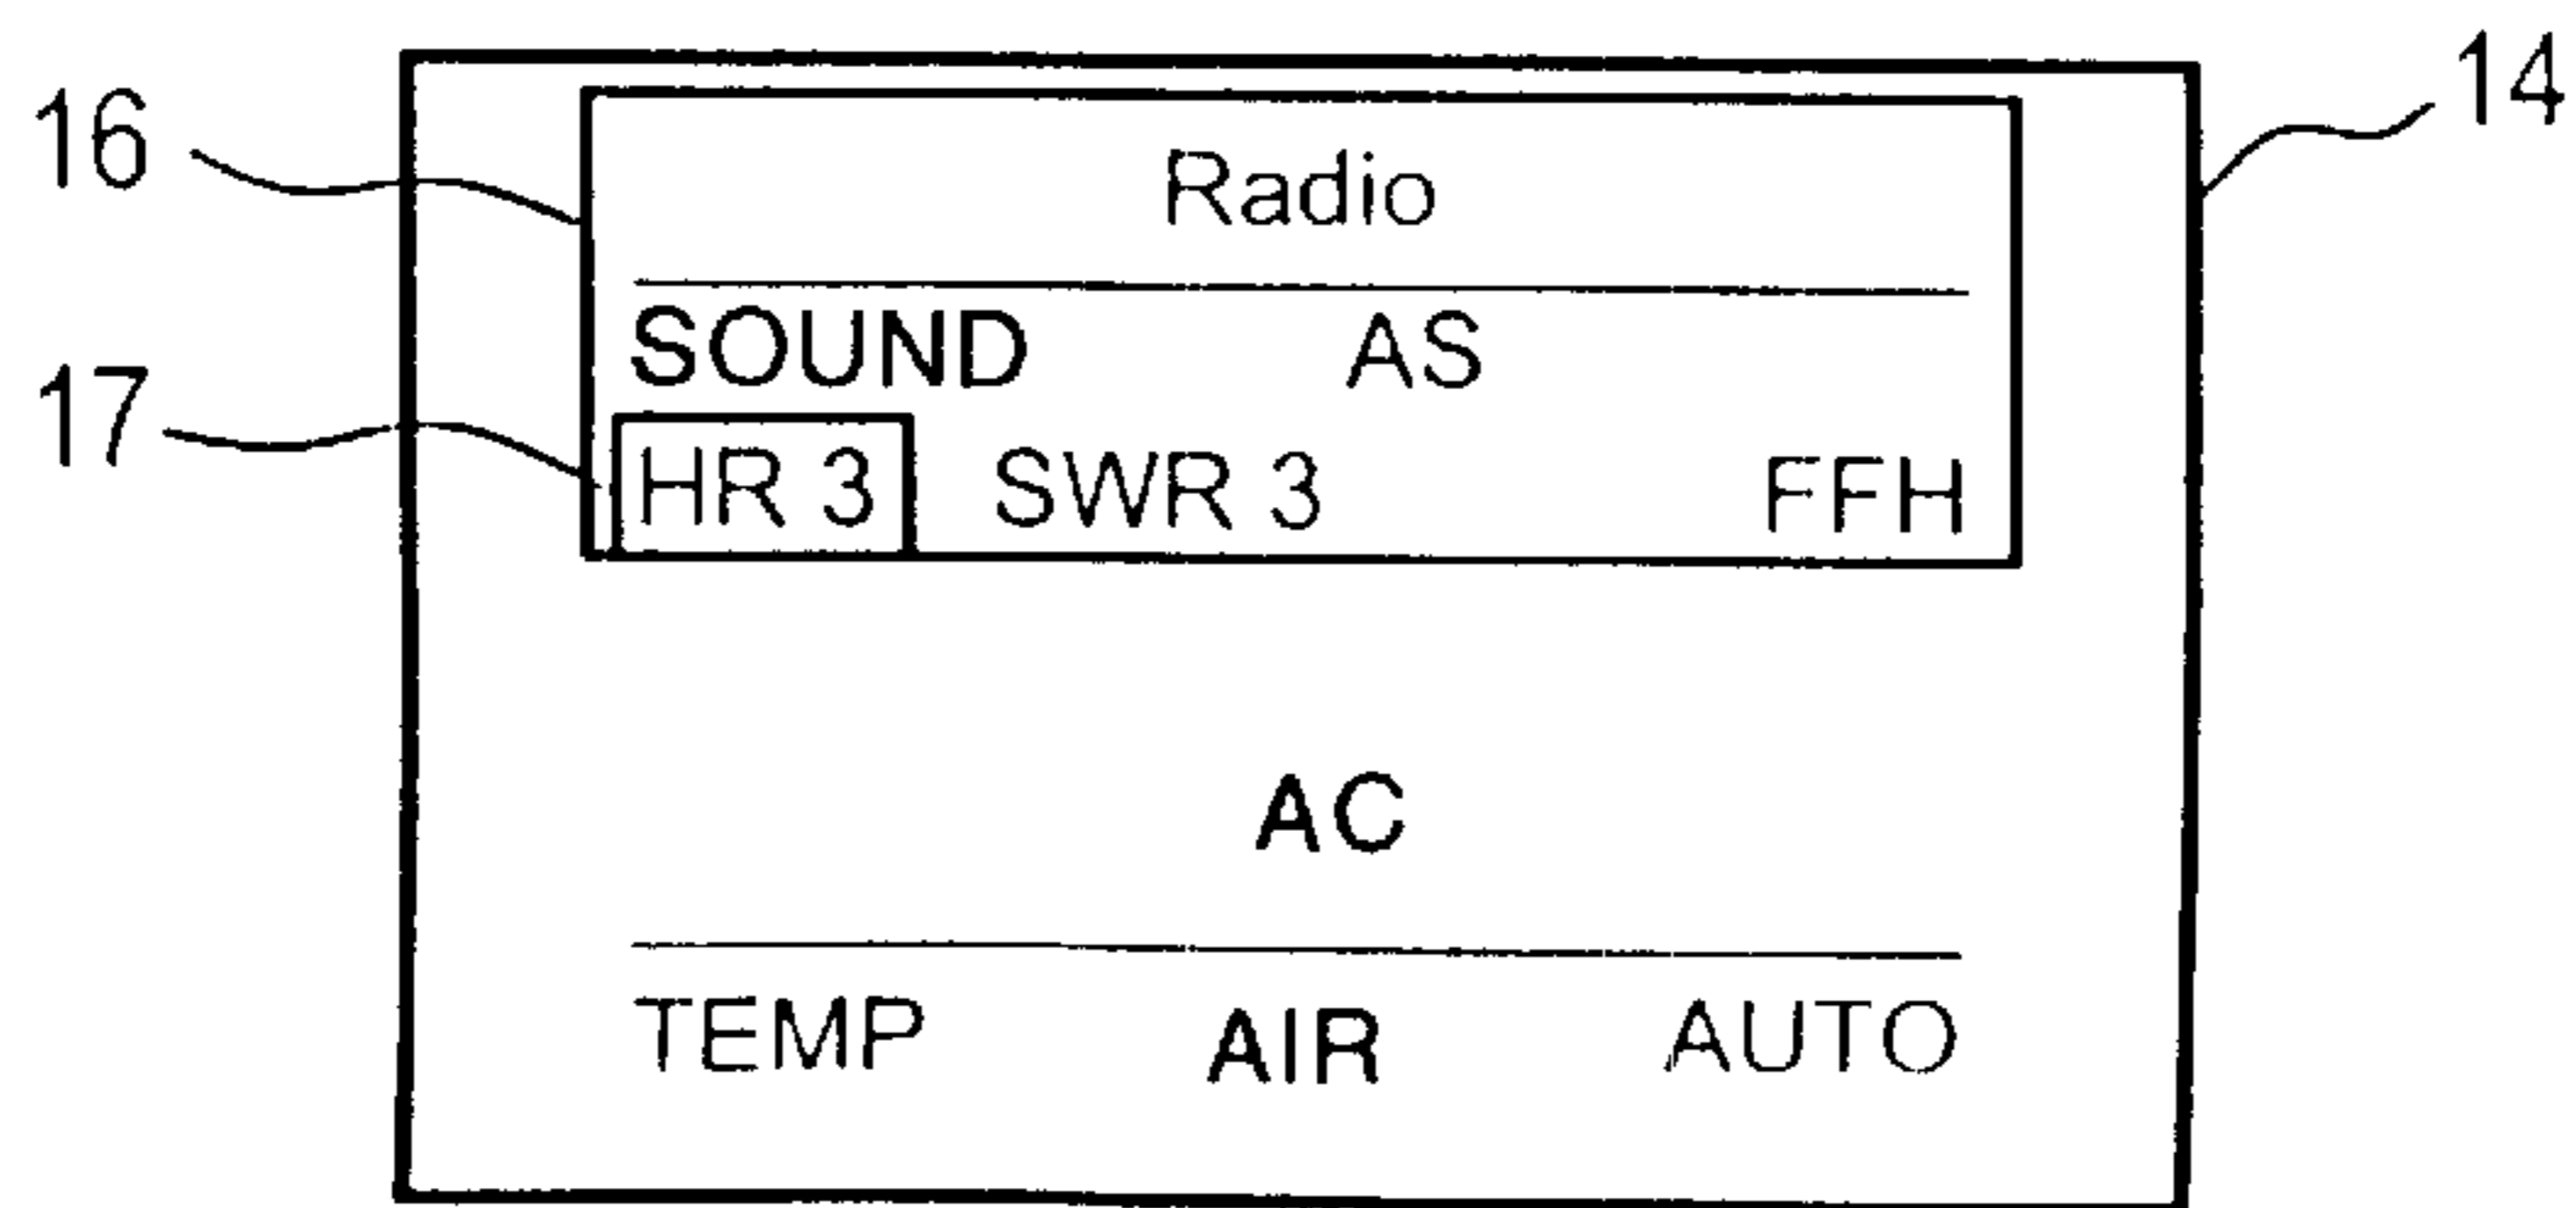 16 Radio 14
SOUND AS
17 HR 3 SWR 3 FFH
AC
TEMP AIR AUTO